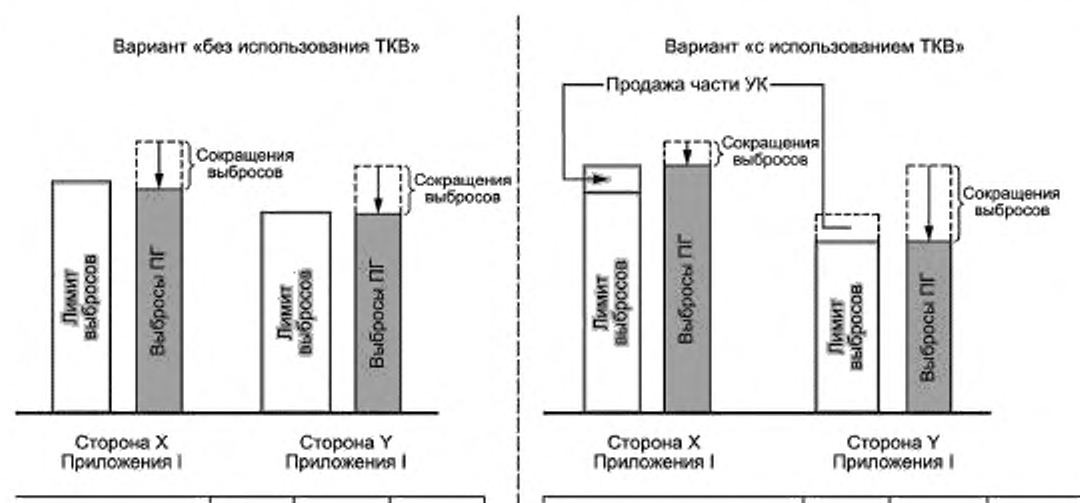 Вариант «без использования ТКВ»
Сокращения
выбросов
Сокращения
выбросов
Лимит
выбросов
Выбросы ПГ
Лимит
выбросов
Выбросы ПГ
Сторона X
Приложения I
Сторона Y
Приложения I
Вариант «с использованием ТКВ»
Продажа части УК
Сокращения
выбросов
Сокращения
выбросов
Лимит
выбросов
Выбросы ПГ
Лимит
выбросов
Выбросы ПГ
Сторона X
Приложения I
Сторона Y
Приложения I